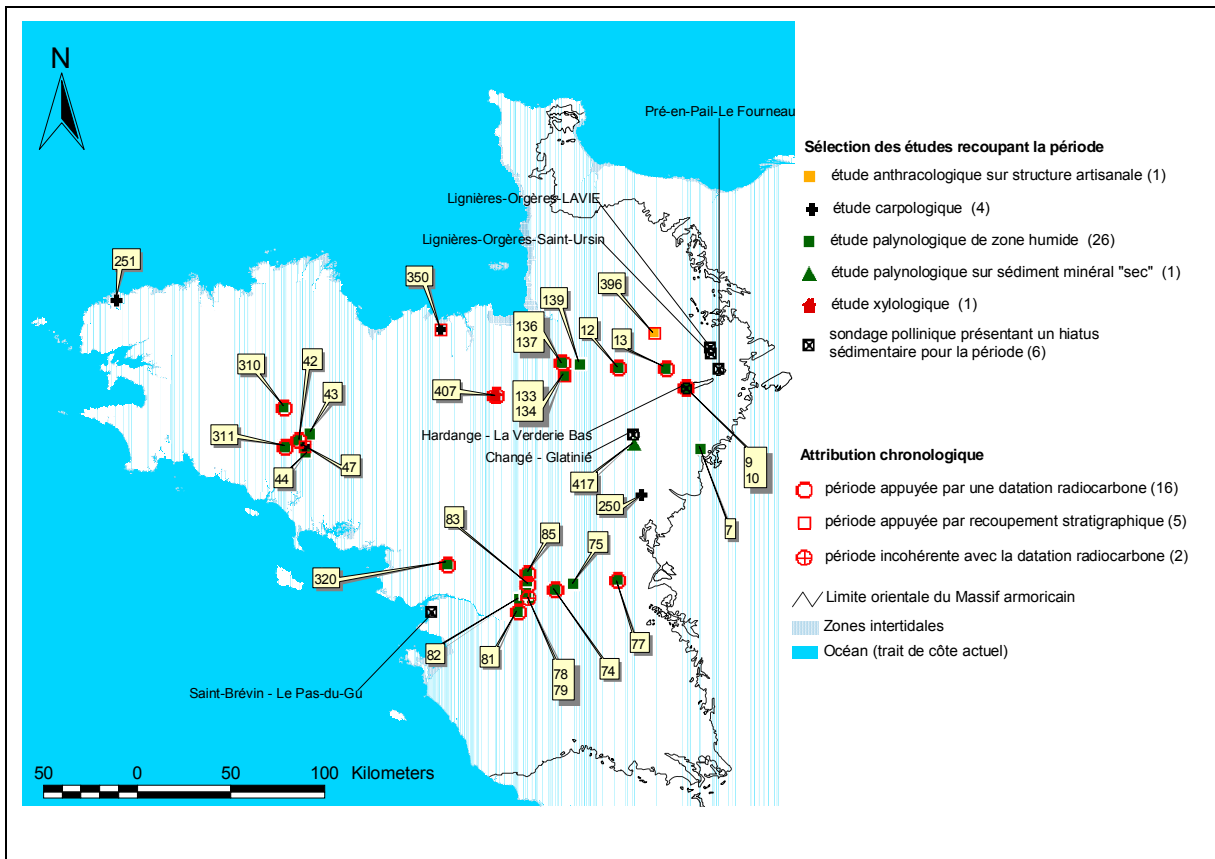 N
Pré-en-Pail-Le Fourneau
Lignières-Orgères-LAVIE
Lignières-Orgères-Saint-Ursin
251
350
139
396
136
137
12
13
310
42
43
407
133
134
311
Hardange - La Verderie Bas
Changé - Glatinié
44
47
417
9
10
250
7
83
85
75
320
82
81
78
79
74
77
Saint-Brévin - Le Pas-du-Gu
50 0 50 100 Kilometers
Sélection des études recoupant la période
étude anthracologique sur structure artisanale (1)
étude carpologique (4)
étude palynologique de zone humide (26)
étude palynologique sur sédiment minéral "sec" (1)
étude xylologique (1)
sondage pollinique présentant un hiatus
sédimentaire pour la période (6)
Attribution chronologique
période appuyée par une datation radiocarbone (16)
période appuyée par recoupement stratigraphique (5)
période incohérente avec la datation radiocarbone (2)
Limite orientale du Massif armoricain
Zones intertidales
Océan (trait de côte actuel)